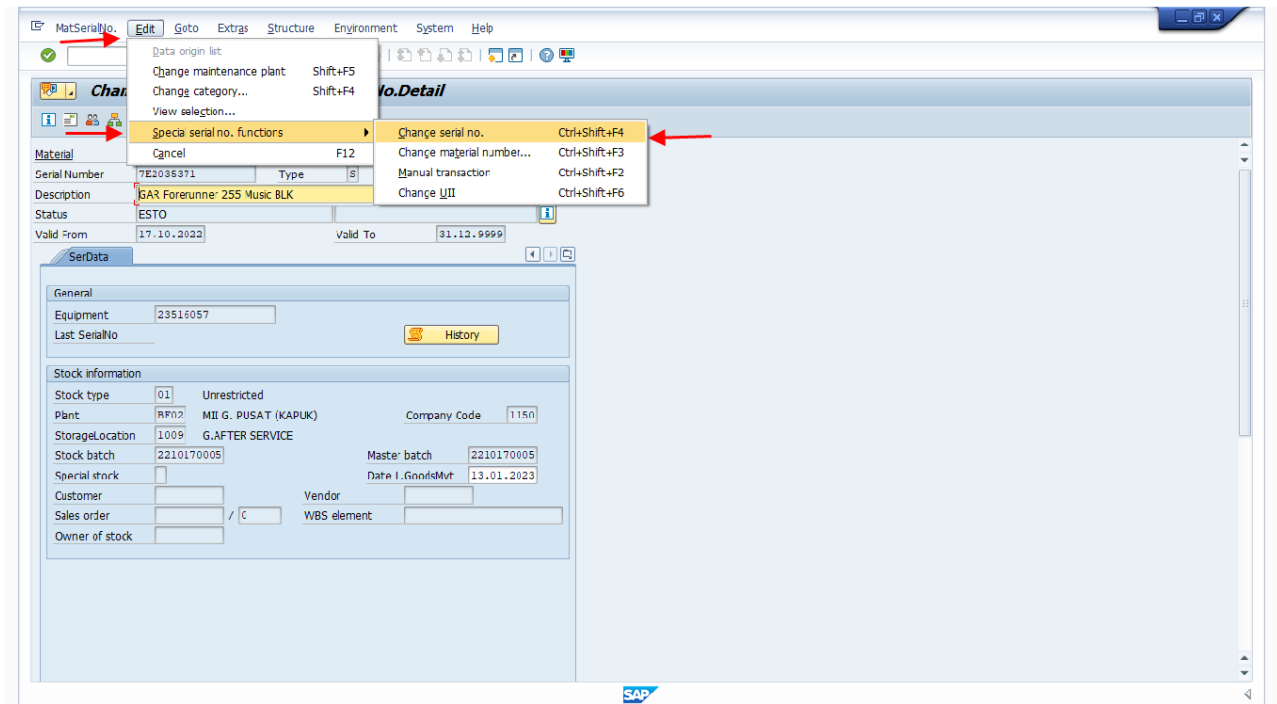 MatSerialNo. Edit Goto Extras Structure Environment System Help
Data origin list
Change maintenance plant Shift+F5
Chan No.Detail
Change category... Shift+F4
View selection...
Special serial no. functions Change serial no. Ctrl+Shift+F4
Material Cancel F12 Change material number... Ctrl+Shift+F3
Serial Number 7E2035371 Type S Manual transaction Ctrl+Shift+F2
Description GAR Forerunner 255 Music BLK Change UII Ctrl+Shift+F6
Status ESTO
Valid From 17.10.2022 Valid To 31.12.9999
SerData
General
Equipment 23516057
Last SerialNo History
Stock information
Stock type 01 Unrestricted
Plant BF02 MII G. PUSAT (KAPUK) Company Code 1150
StorageLocation 1009 G.AFTER SERVICE
Stock batch 2210170005 Master batch 2210170005
Special stock Date L.GoodsMvt 13.01.2023
Customer Vendor
Sales order / 0 WBS element
Owner of stock
SAP